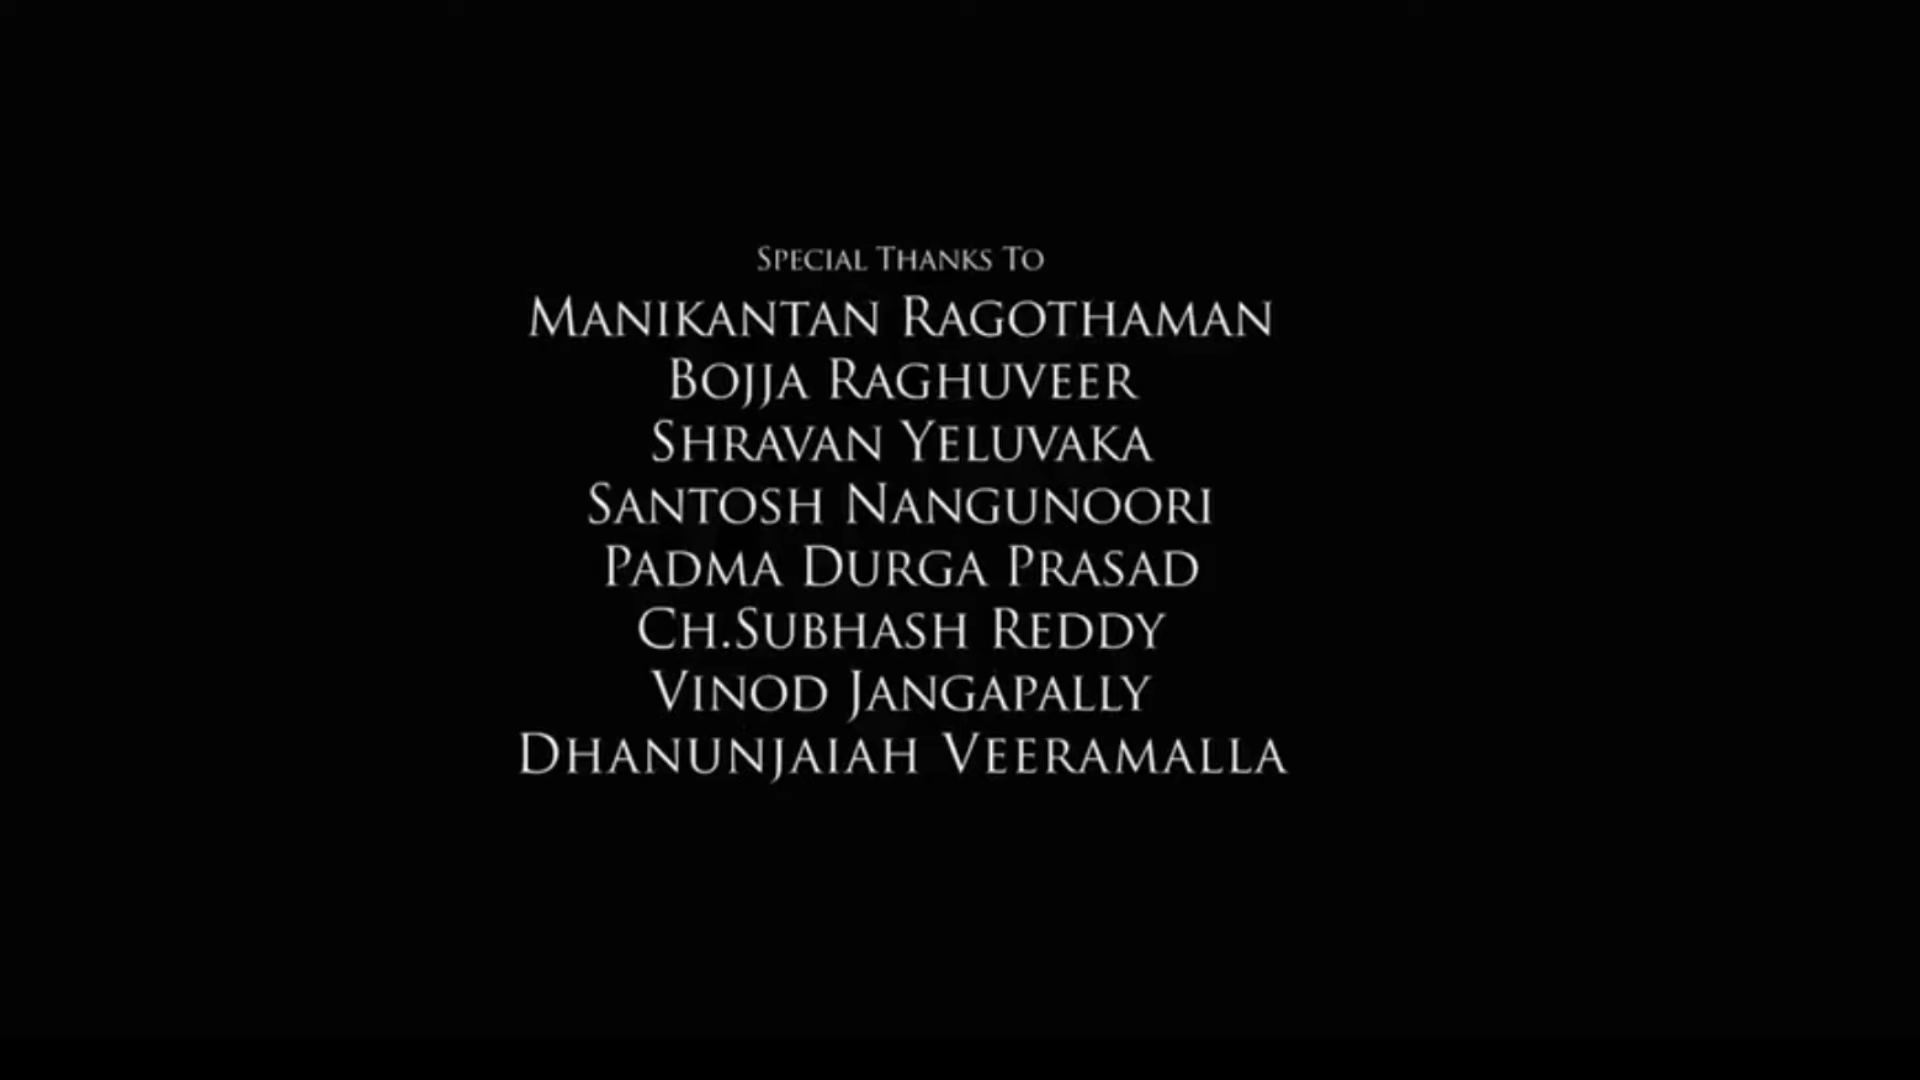 Special Thanks To
Manikantan Ragothaman
Bojja Raghuveer
Shravan Yeluvaka
Santosh Nangunoori
Padma Durga Prasad
Ch.Subhash Reddy
Vinod Jangapally
Dhanunjaiah Veeramalla